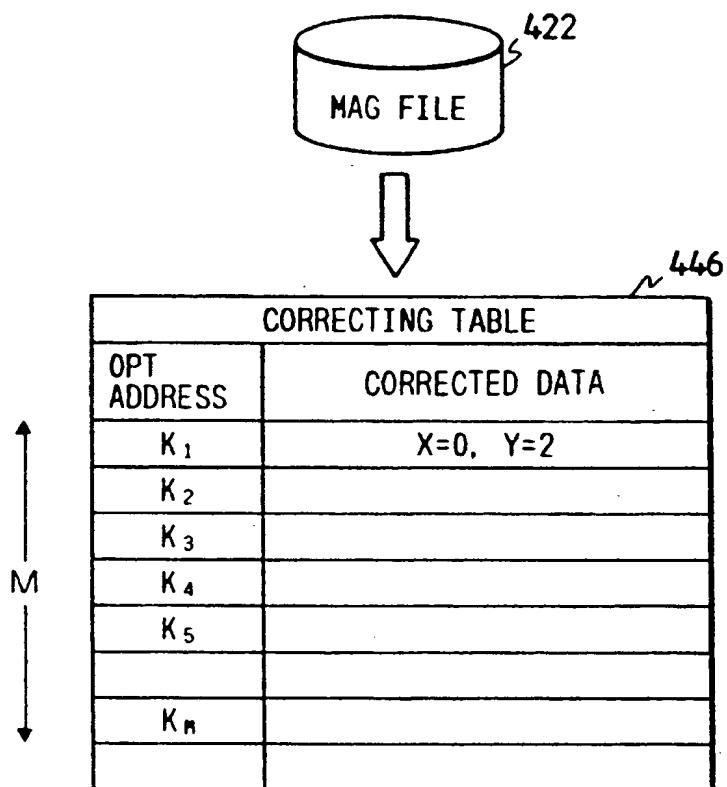 422
MAG FILE
446
CORRECTING TABLE
OPT ADDRESS
CORRECTED DATA
M
K₁ X=0, Y=2
K₂
K₃
K₄
K₅
Kₘ